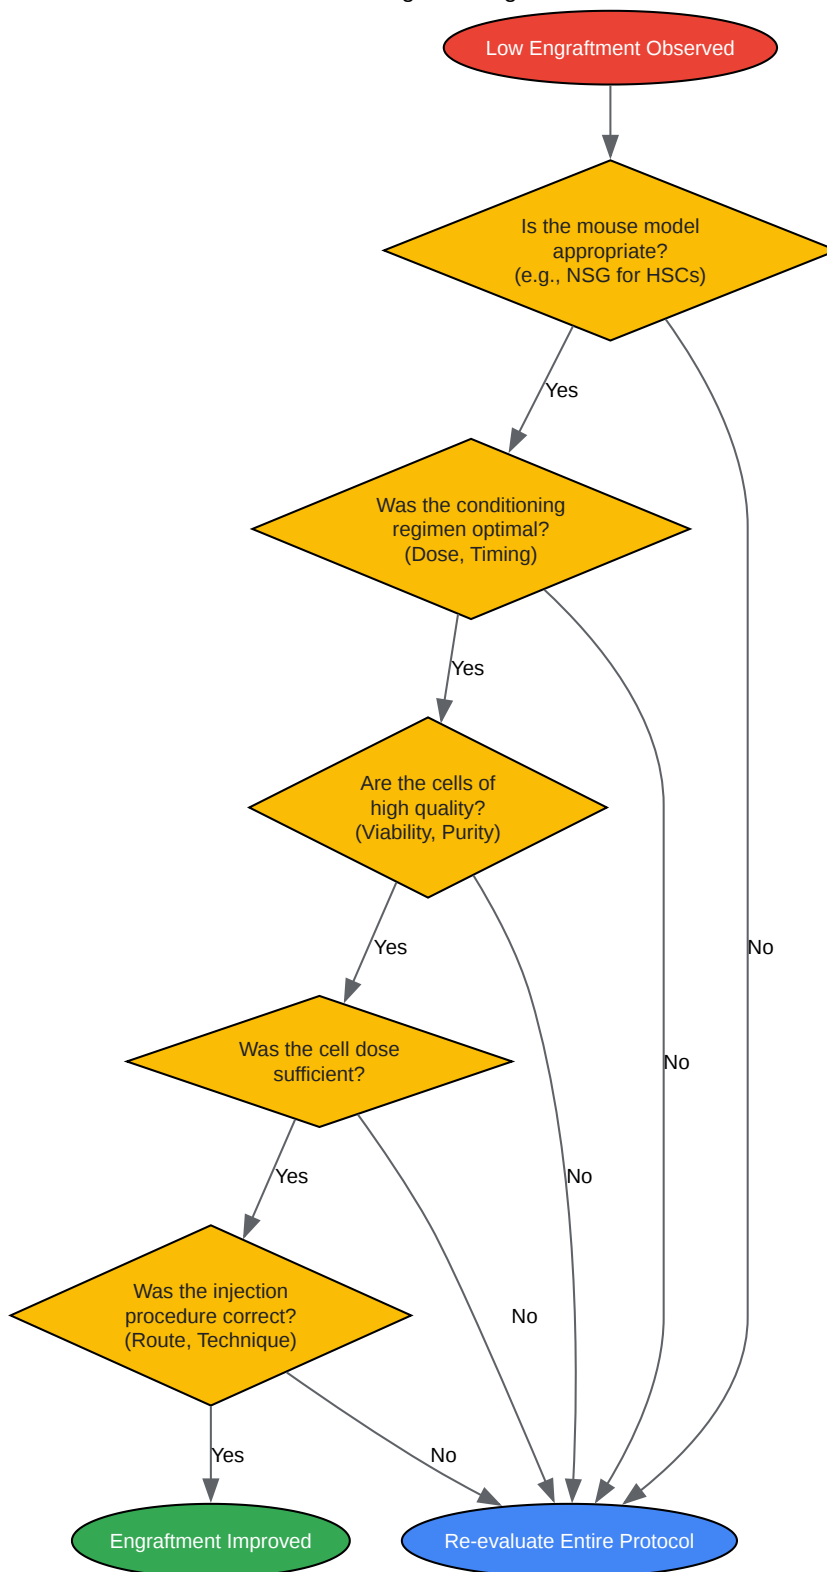 Low Engraftment Observed
Is the mouse model
appropriate?
(e.g., NSG for HSCs)
Yes
Was the conditioning
regimen optimal?
(Dose, Timing)
Yes
Are the cells of
high quality?
(Viability, Purity)
Yes
No
Was the cell dose
sufficient?
No
Yes
No
Was the injection
procedure correct?
(Route, Technique)
No
Yes
No
Engraftment Improved
Re-evaluate Entire Protocol